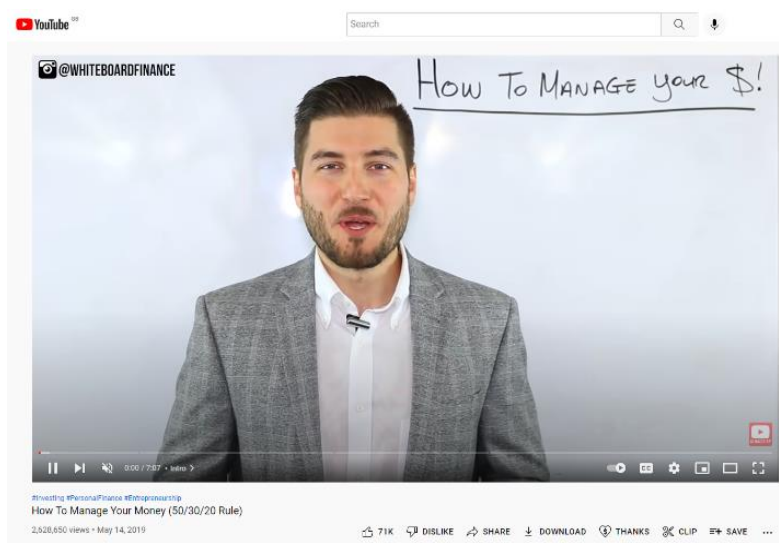 YouTube GB
Search
@WHITEBOARDFINANCE
How To MANAGE your $!
0:00 / 7:07 • Intro >
CC
#Investing #PersonalFinance #Entrepreneurship
How To Manage Your Money (50/30/20 Rule)
2,628,650 views • May 14, 2019
71K DISLIKE SHARE DOWNLOAD THANKS CLIP SAVE ...